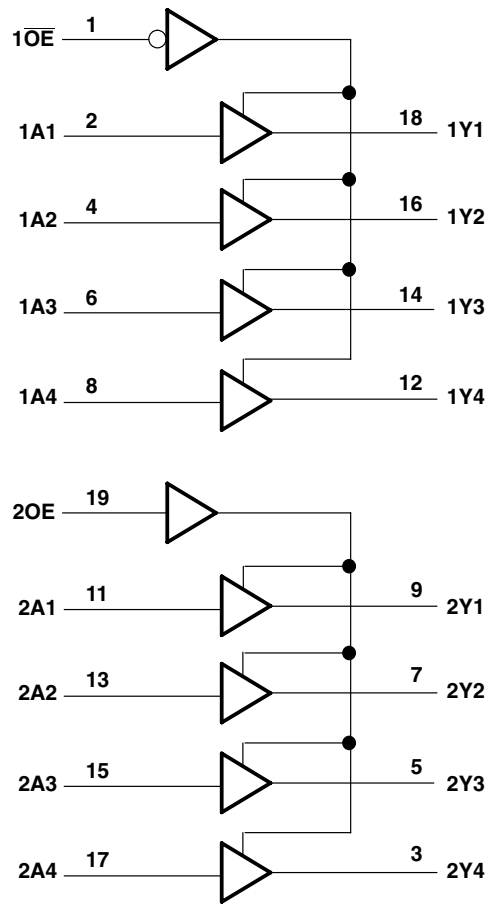 1O̅E̅ 1
1A1 2 18 1Y1
1A2 4 16 1Y2
1A3 6 14 1Y3
1A4 8 12 1Y4
2OE 19
2A1 11 9 2Y1
2A2 13 7 2Y2
2A3 15 5 2Y3
2A4 17 3 2Y4